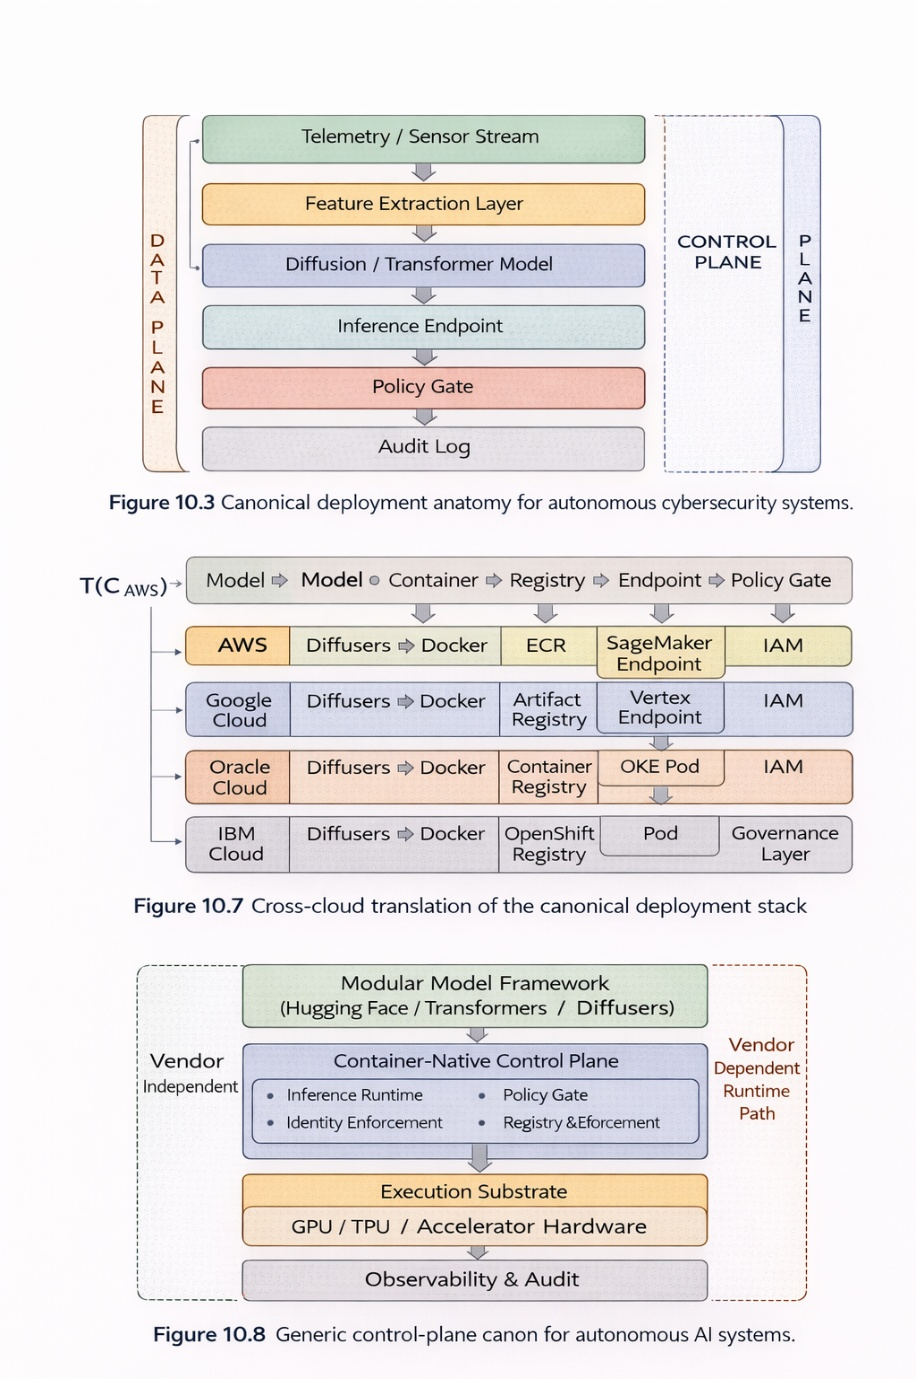 Telemetry / Sensor Stream
Feature Extraction Layer
Diffusion / Transformer Model
Inference Endpoint
Policy Gate
Audit Log
DATA PLANE
CONTROL
PLANE
PLANE
Figure 10.3 Canonical deployment anatomy for autonomous cybersecurity systems.
T(C AWS)
Model Model Container Registry Endpoint Policy Gate
AWS Diffusers Docker ECR SageMaker Endpoint IAM
Google Cloud Diffusers Docker Artifact Registry Vertex Endpoint IAM
Oracle Cloud Diffusers Docker Container Registry OKE Pod IAM
IBM Cloud Diffusers Docker OpenShift Registry Pod Governance Layer
Figure 10.7 Cross-cloud translation of the canonical deployment stack
Modular Model Framework
(Hugging Face / Transformers / Diffusers)
Vendor
Independent
Container-Native Control Plane
• Inference Runtime • Policy Gate
• Identity Enforcement • Registry &Eforcement
Vendor
Dependent
Runtime
Path
Execution Substrate
GPU / TPU / Accelerator Hardware
Observability & Audit
Figure 10.8 Generic control-plane canon for autonomous AI systems.